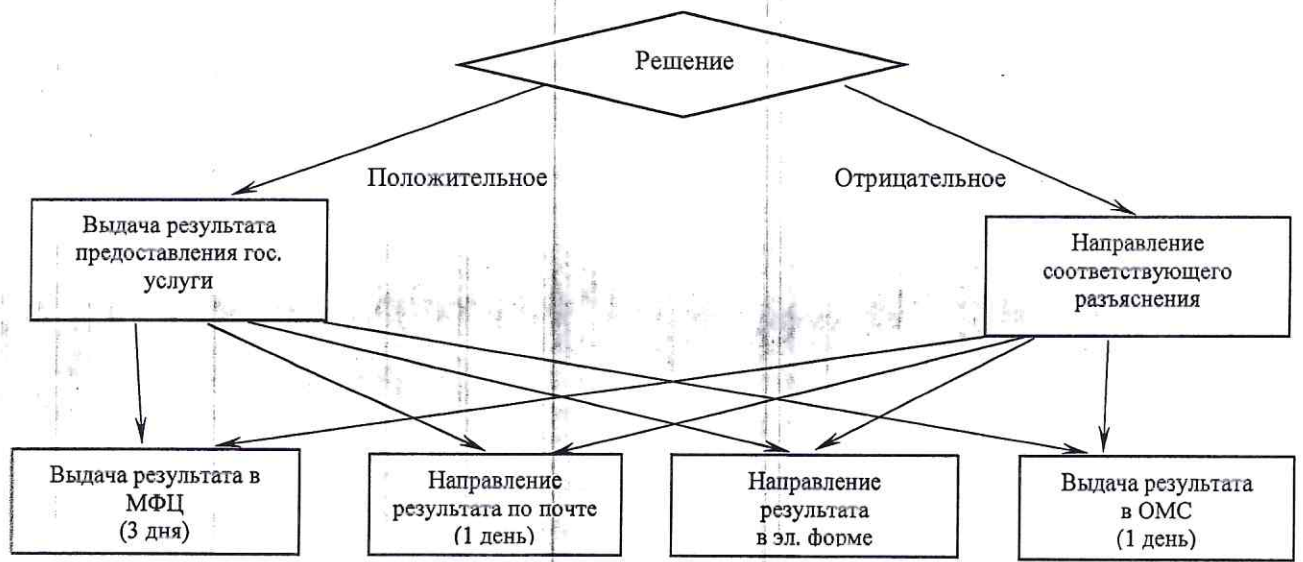 Решение
Положительное
Отрицательное
Выдача результата
предоставления гос.
услуги
Направление
соответствующего
разъяснения
Выдача результата в
МФЦ
(3 дня)
Направление
результата по почте
(1 день)
Направление
результата
в эл. форме
Выдача результата
в ОМС
(1 день)